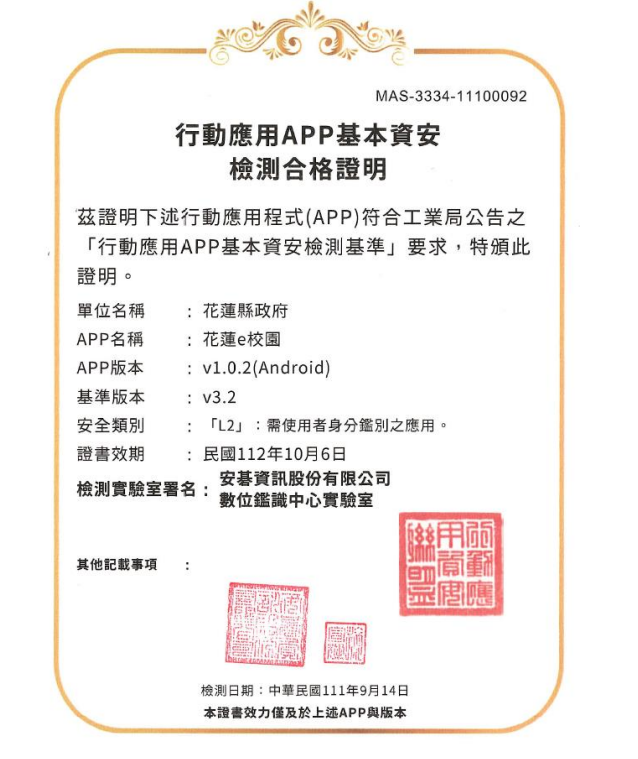 MAS-3334-11100092
行動應用APP基本資安
檢測合格證明
茲證明下述行動應用程式(APP)符合工業局公告之
「行動應用APP基本資安檢測基準」要求，特頒此
證明。
單位名稱 : 花蓮縣政府
APP名稱 : 花蓮e校園
APP版本 : v1.0.2(Android)
基準版本 : v3.2
安全類別 : 「L2」：需使用者身分鑑別之應用。
證書效期 : 民國112年10月6日
檢測實驗室署名 : 安碁資訊股份有限公司
數位鑑識中心實驗室
行動應
用資安
聯盟
其他記載事項 :
檢測日期：中華民國111年9月14日
本證書效力僅及於上述APP與版本